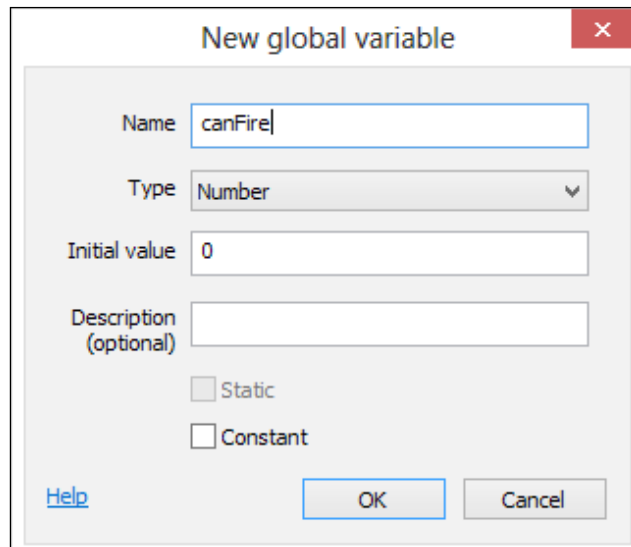 New global variable
Name canFire
Type Number
Initial value 0
Description
(optional)
Static
Constant
Help OK Cancel